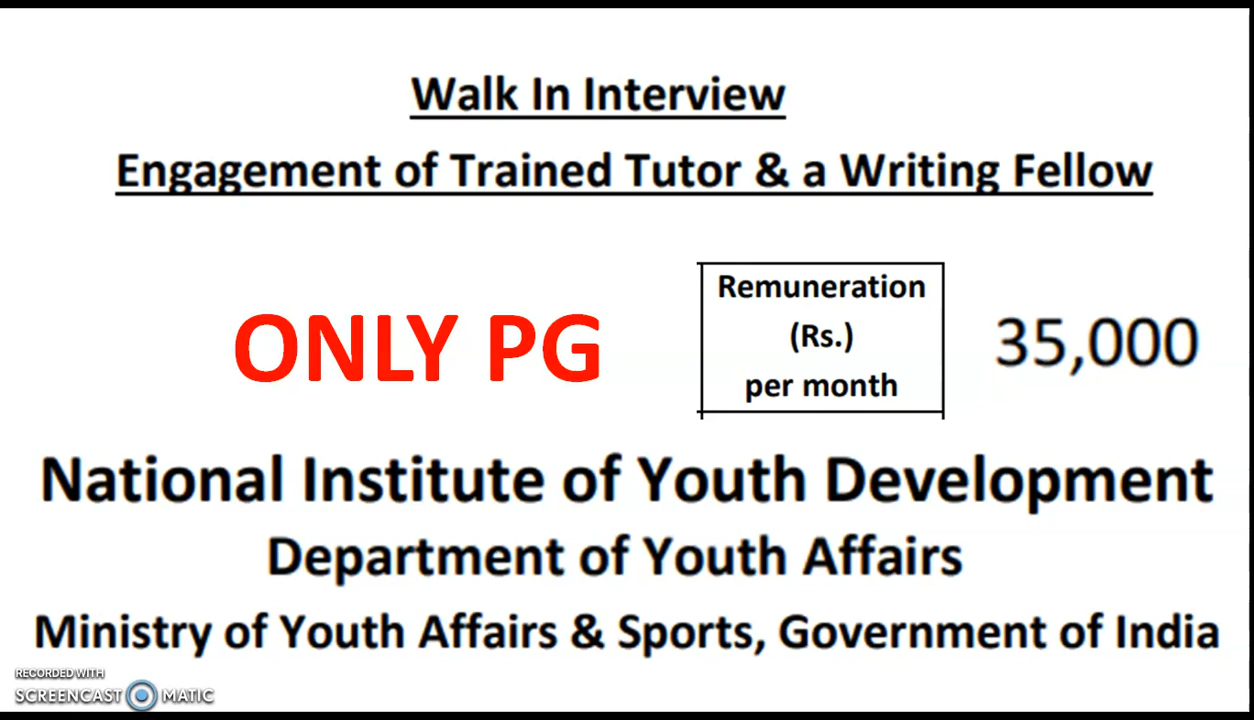 Walk In Interview
Engagement of Trained Tutor & a Writing Fellow
ONLY PG
Remuneration
(Rs.)
per month
35,000
National Institute of Youth Development
Department of Youth Affairs
Ministry of Youth Affairs & Sports, Government of India
RECORDED WITH
SCREENCAST MATIC